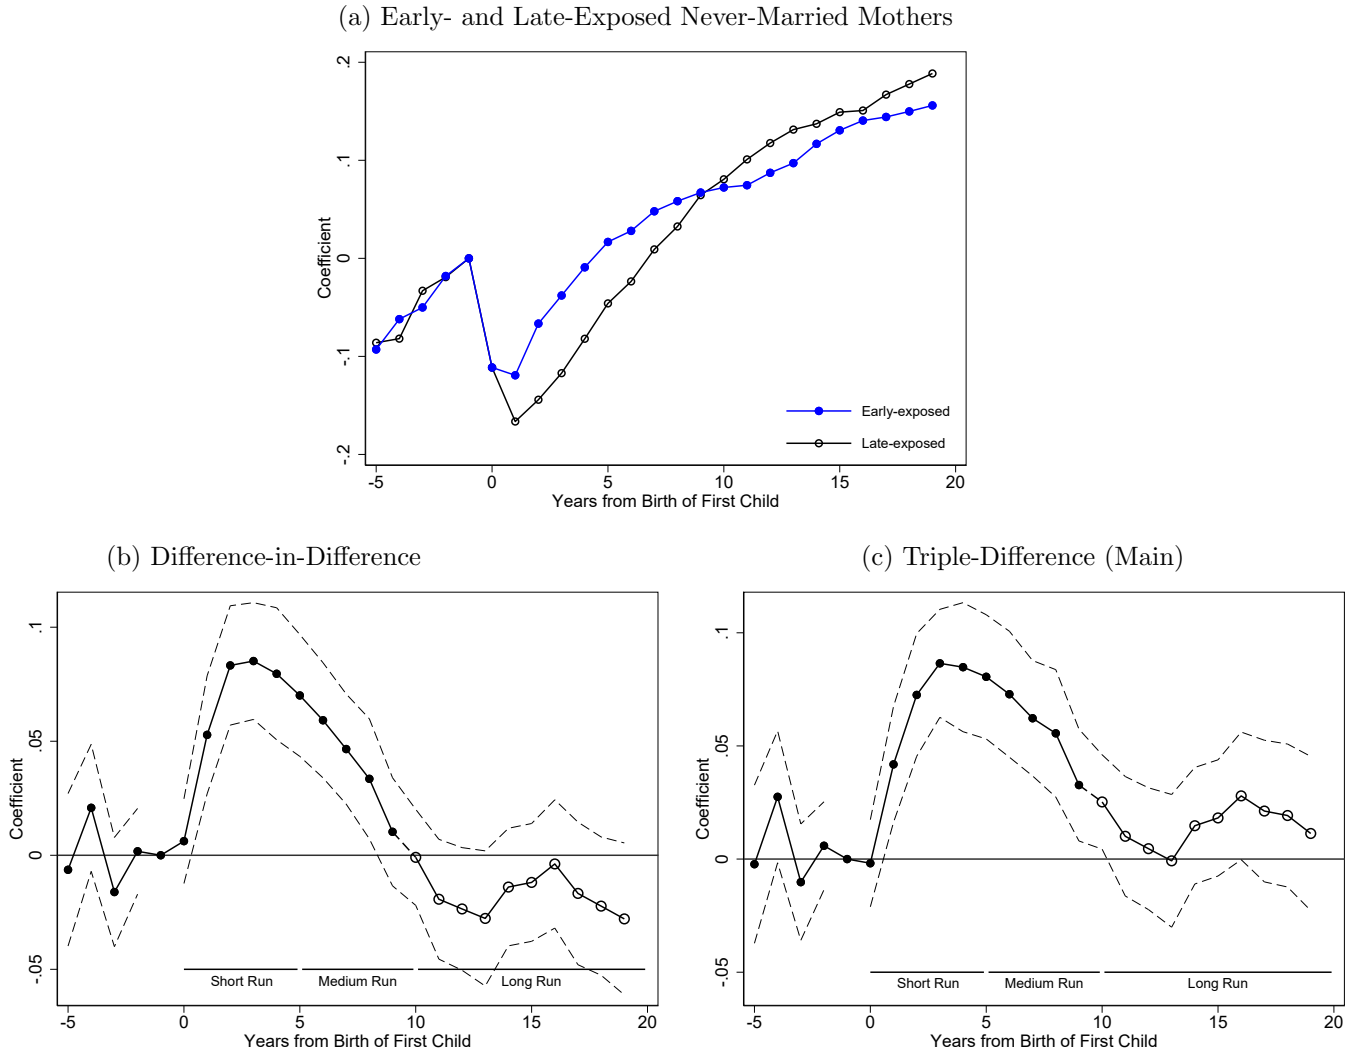 (a) Early- and Late-Exposed Never-Married Mothers
.2
.1
0
-.1
-.2
Coefficient
Early-exposed
Late-exposed
-5 0 5 10 15 20
Years from Birth of First Child
(b) Difference-in-Difference
.1
.05
0
-.05
Coefficient
Short Run Medium Run Long Run
-5 0 5 10 15 20
Years from Birth of First Child
(c) Triple-Difference (Main)
.1
.05
0
-.05
Coefficient
Short Run Medium Run Long Run
-5 0 5 10 15 20
Years from Birth of First Child